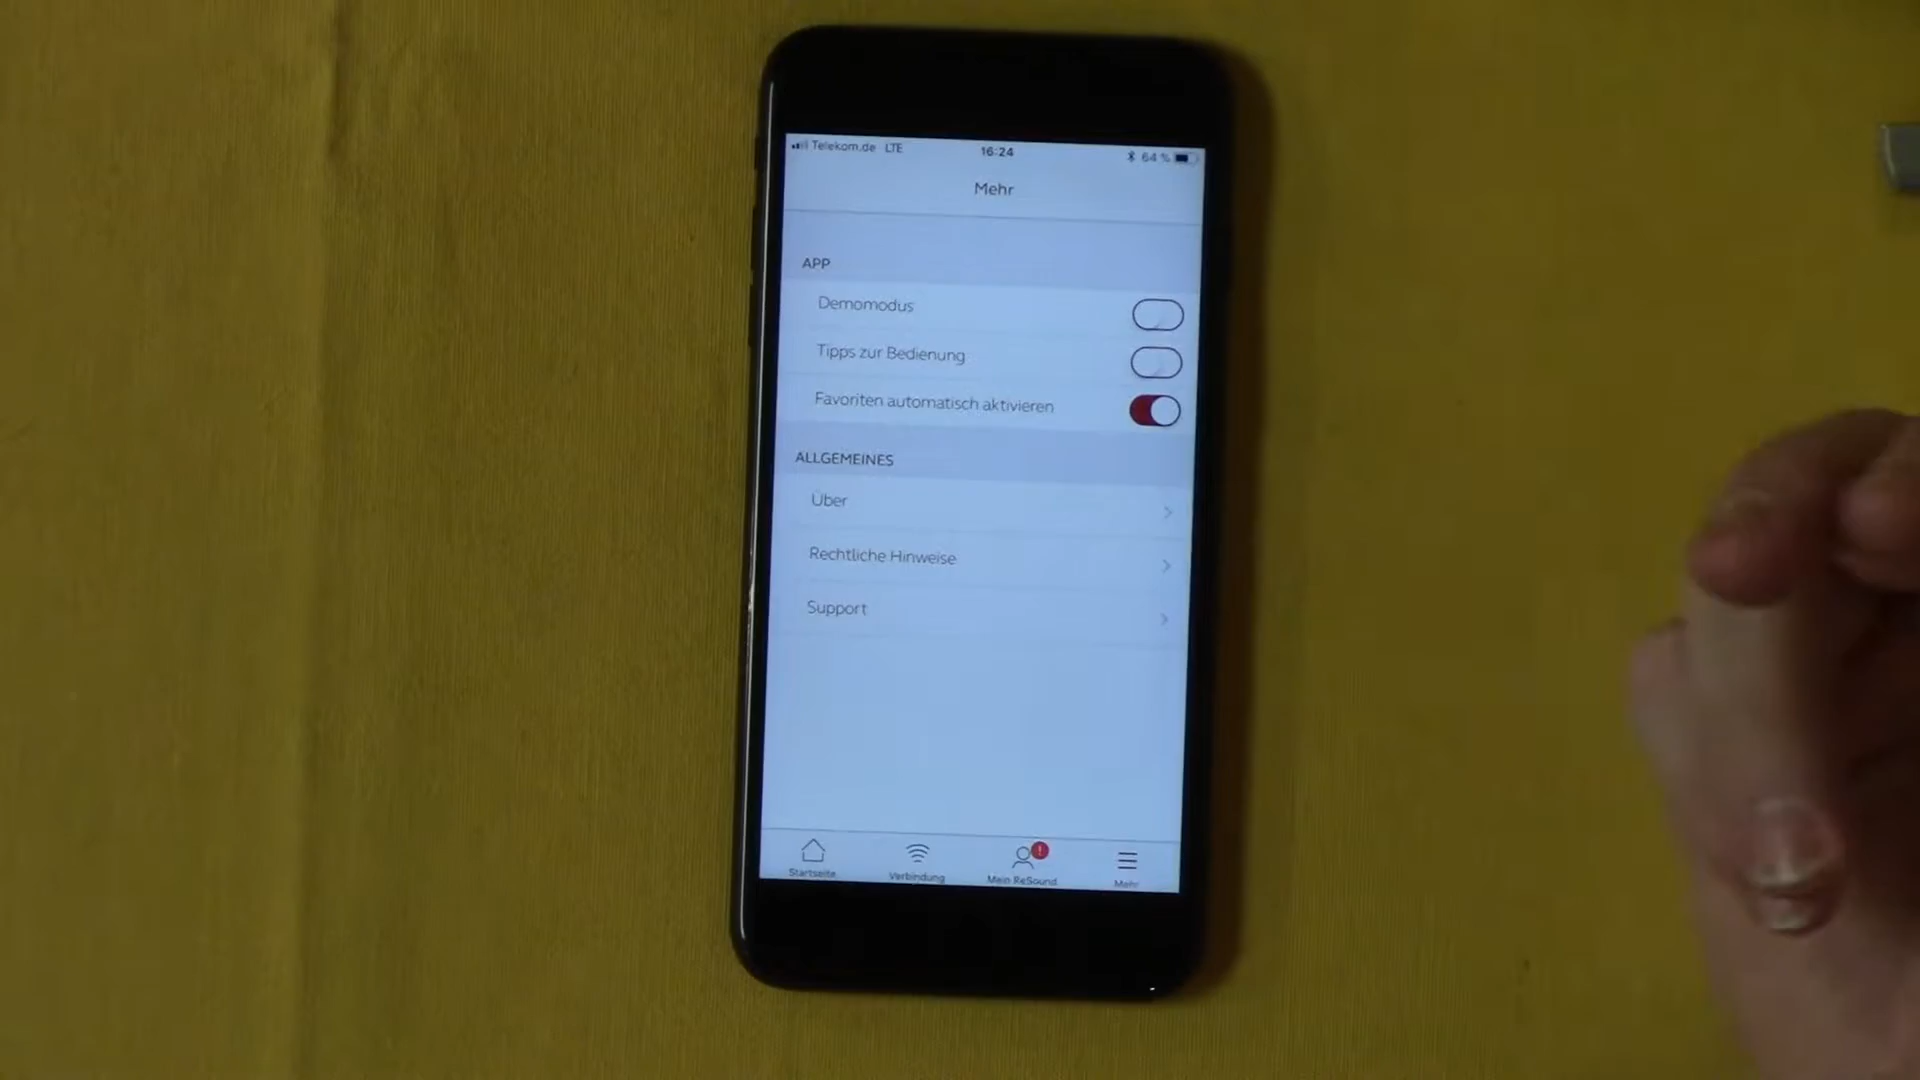 Telekom.de LTE 16:24 64 %
Mehr
APP
Demomodus
Tipps zur Bedienung
Favoriten automatisch aktivieren
ALLGEMEINES
Über
Rechtliche Hinweise
Support
Startseite Verbindung Mein ReSound Mehr